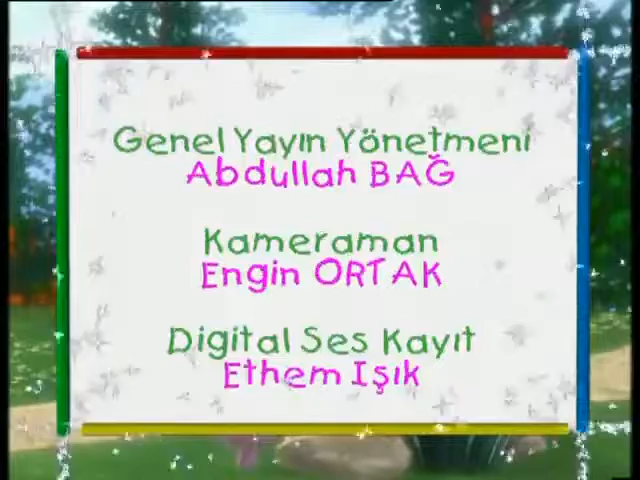 Genel Yayın Yönetmeni
Abdullah BAĞ
Kameraman
Engin ORTAK
Digital Ses Kayıt
Ethem Işık